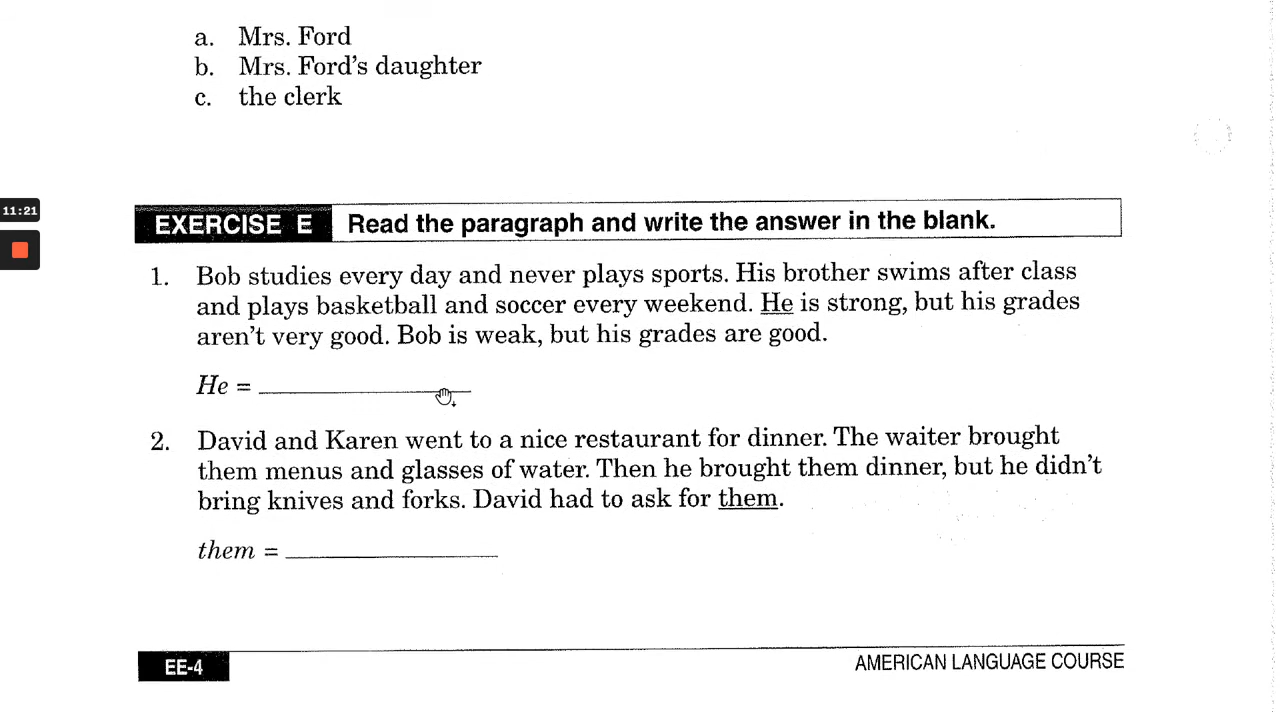 a. Mrs. Ford
b. Mrs. Ford's daughter
c. the clerk
11:21
EXERCISE E Read the paragraph and write the answer in the blank.
1. Bob studies every day and never plays sports. His brother swims after class
and plays basketball and soccer every weekend. He is strong, but his grades
aren't very good. Bob is weak, but his grades are good.
He = ___________
2. David and Karen went to a nice restaurant for dinner. The waiter brought
them menus and glasses of water. Then he brought them dinner, but he didn't
bring knives and forks. David had to ask for them.
them = ___________
EE-4 AMERICAN LANGUAGE COURSE